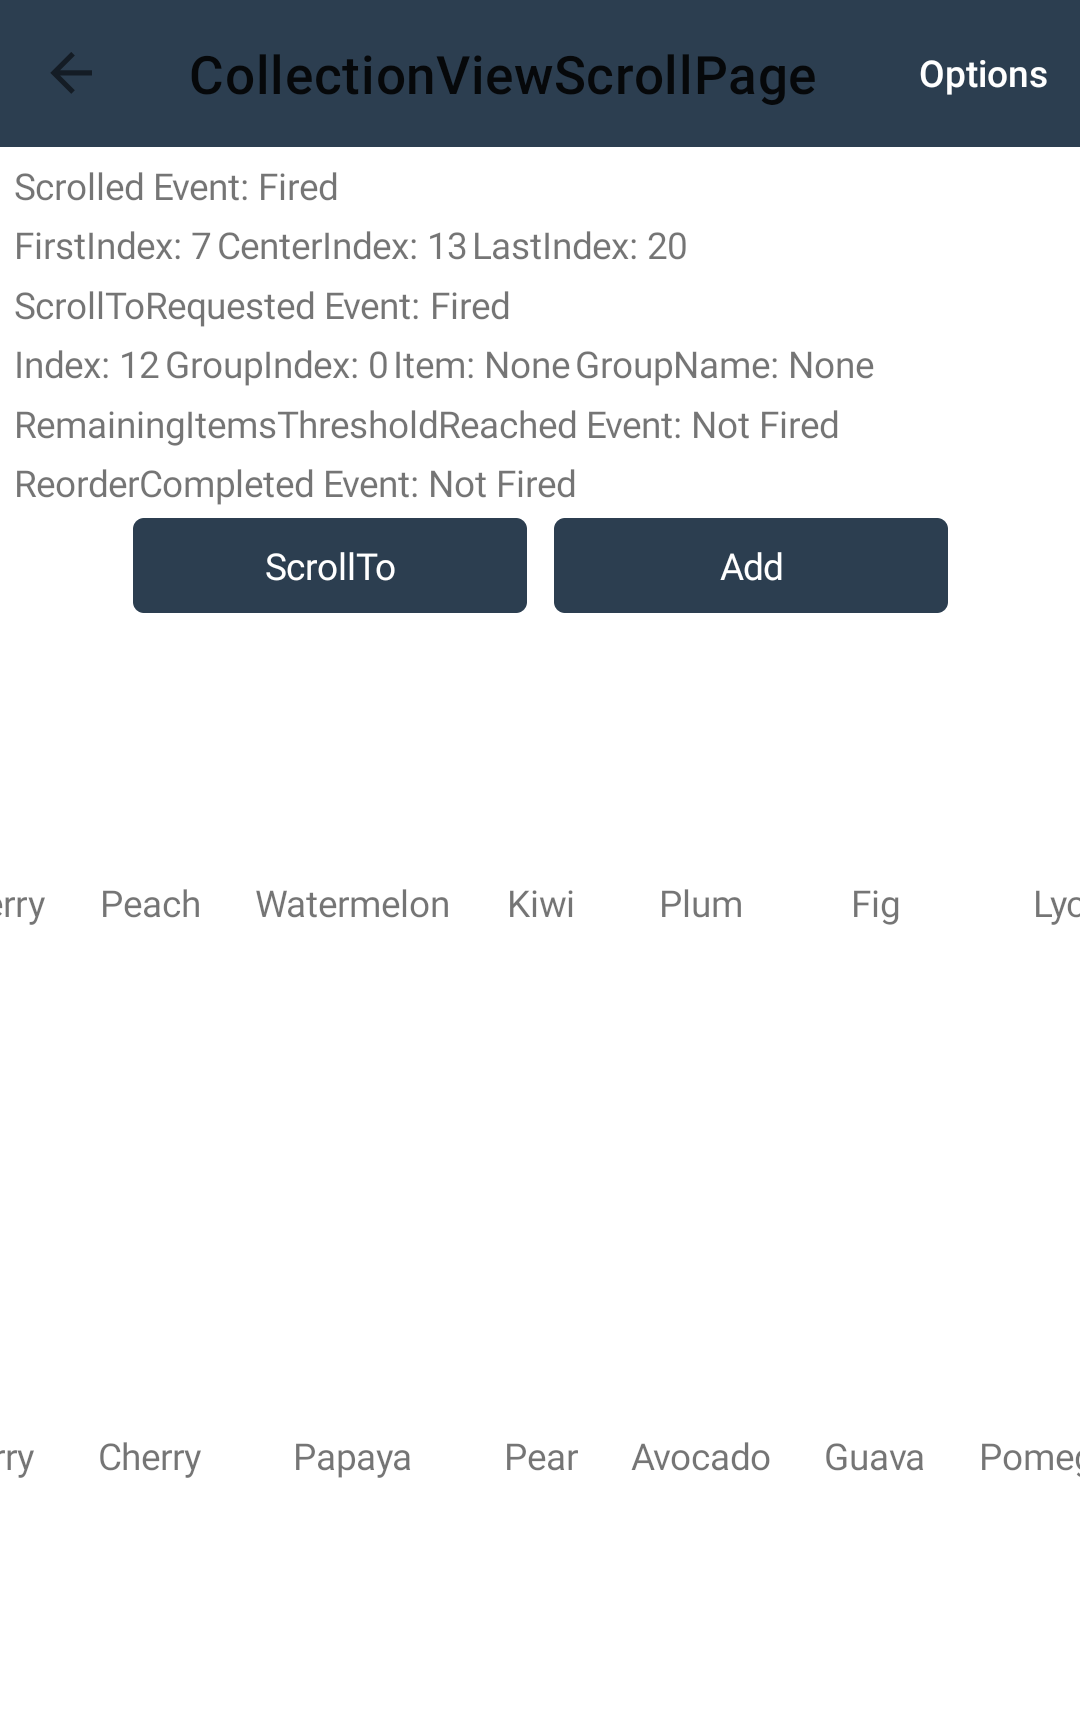 CollectionViewScrollPage Options
Scrolled Event: Fired
FirstIndex: 7 CenterIndex: 13 LastIndex: 20
ScrollToRequested Event: Fired
Index: 12 GroupIndex: 0 Item: None GroupName: None
RemainingItemsThresholdReached Event: Not Fired
ReorderCompleted Event: Not Fired
ScrollTo Add
Peach Watermelon Kiwi Plum Fig
Cherry Papaya Pear Avocado Guava